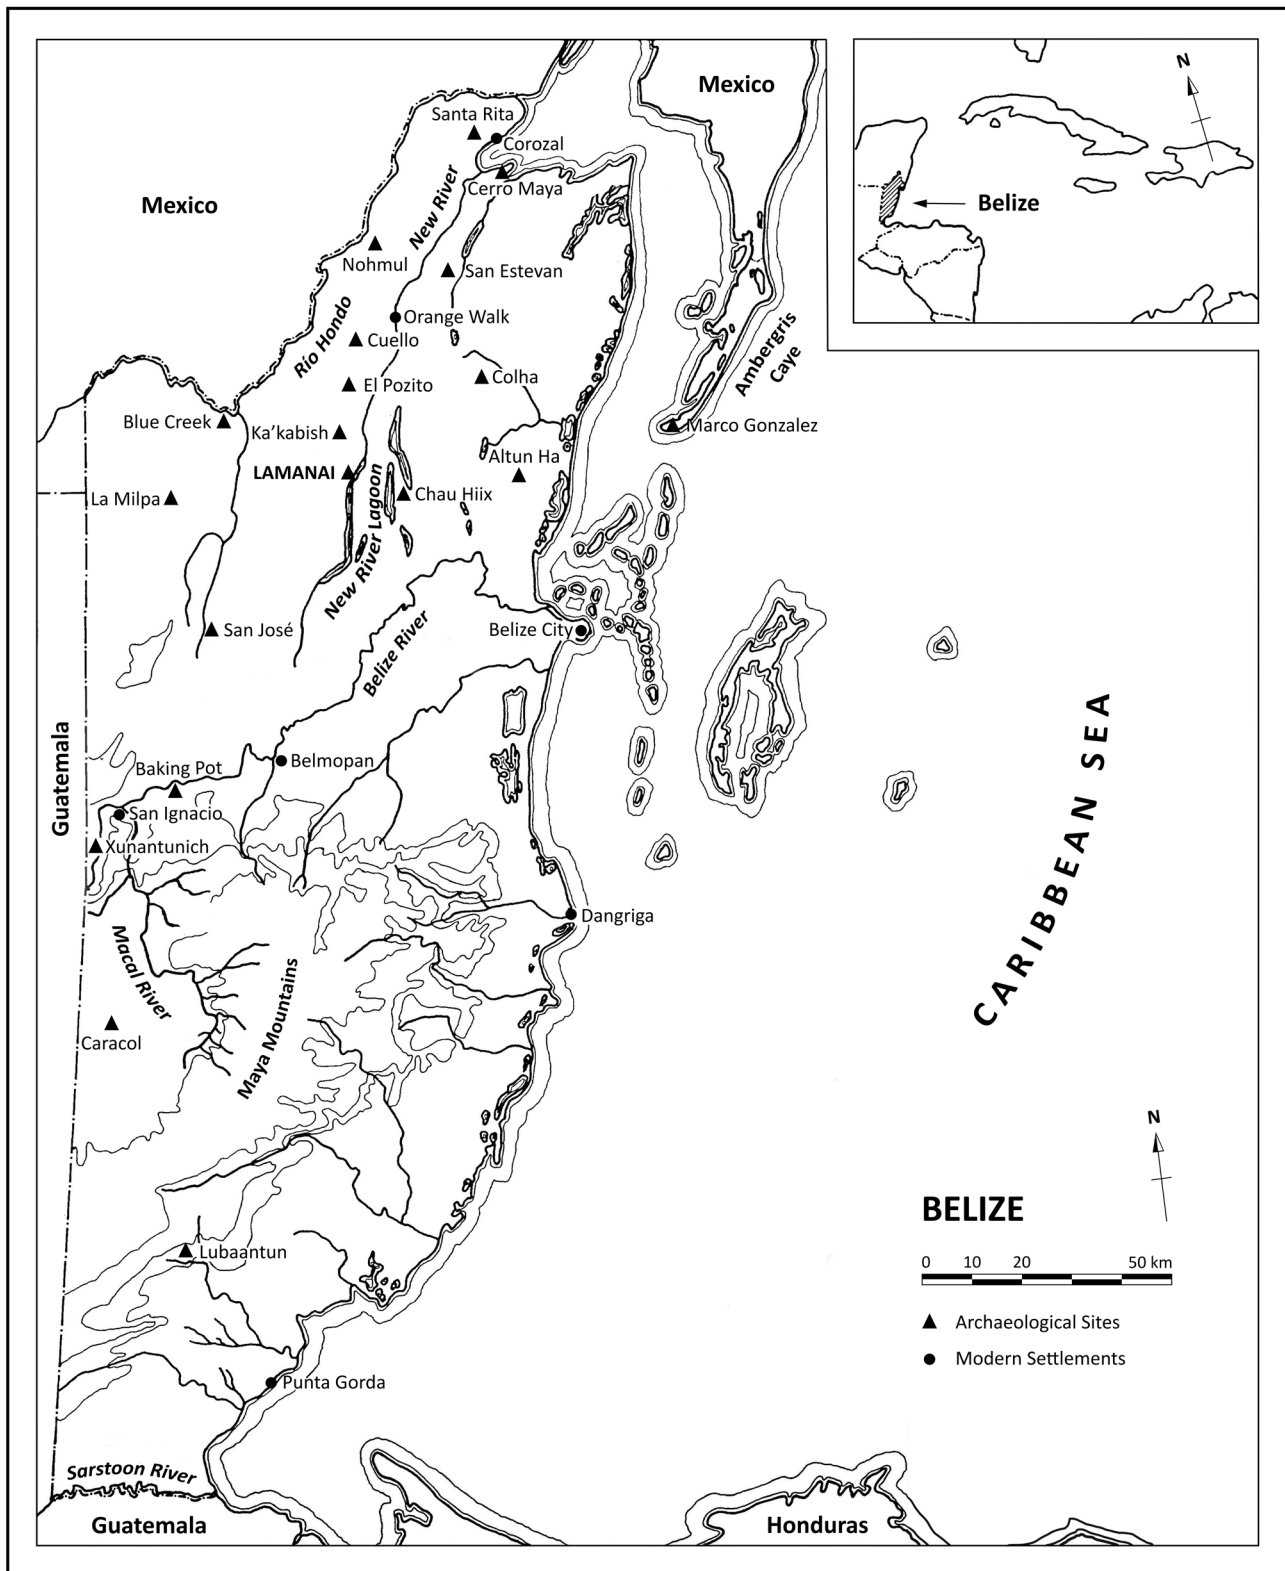 Mexico
N
Santa Rita
Corozal
Cerro Maya
Mexico
New River
Belize
Nohmul
San Estevan
Río Hondo
Orange Walk
Cuello
Ambergris
Caye
El Pozito
Colha
Blue Creek
Ka’kabish
Marco Gonzalez
LAMANAI
Altun Ha
La Milpa
Chau Hiix
New River Lagoon
San José
Belize River
Belize City
Guatemala
Baking Pot
Belmopan
San Ignacio
Xunantunich
CARIBBEAN SEA
Dangriga
Macal River
Maya Mountains
Caracol
N
BELIZE
0 10 20 50 km
Lubaantun
Archaeological Sites
Modern Settlements
Punta Gorda
Sarstoon River
Guatemala
Honduras